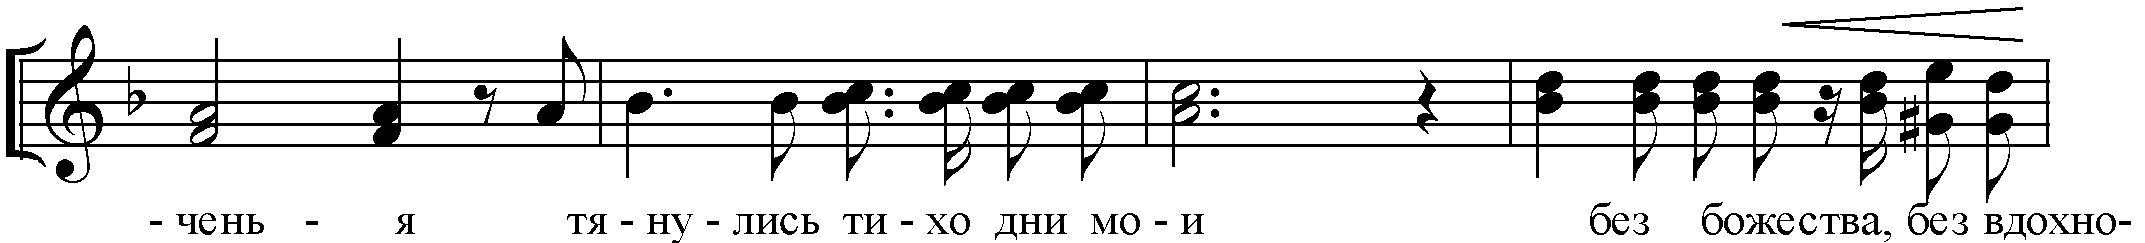 - чень - я тя - ну - лись ти - хо дни мо - и без божества, без вдохно-